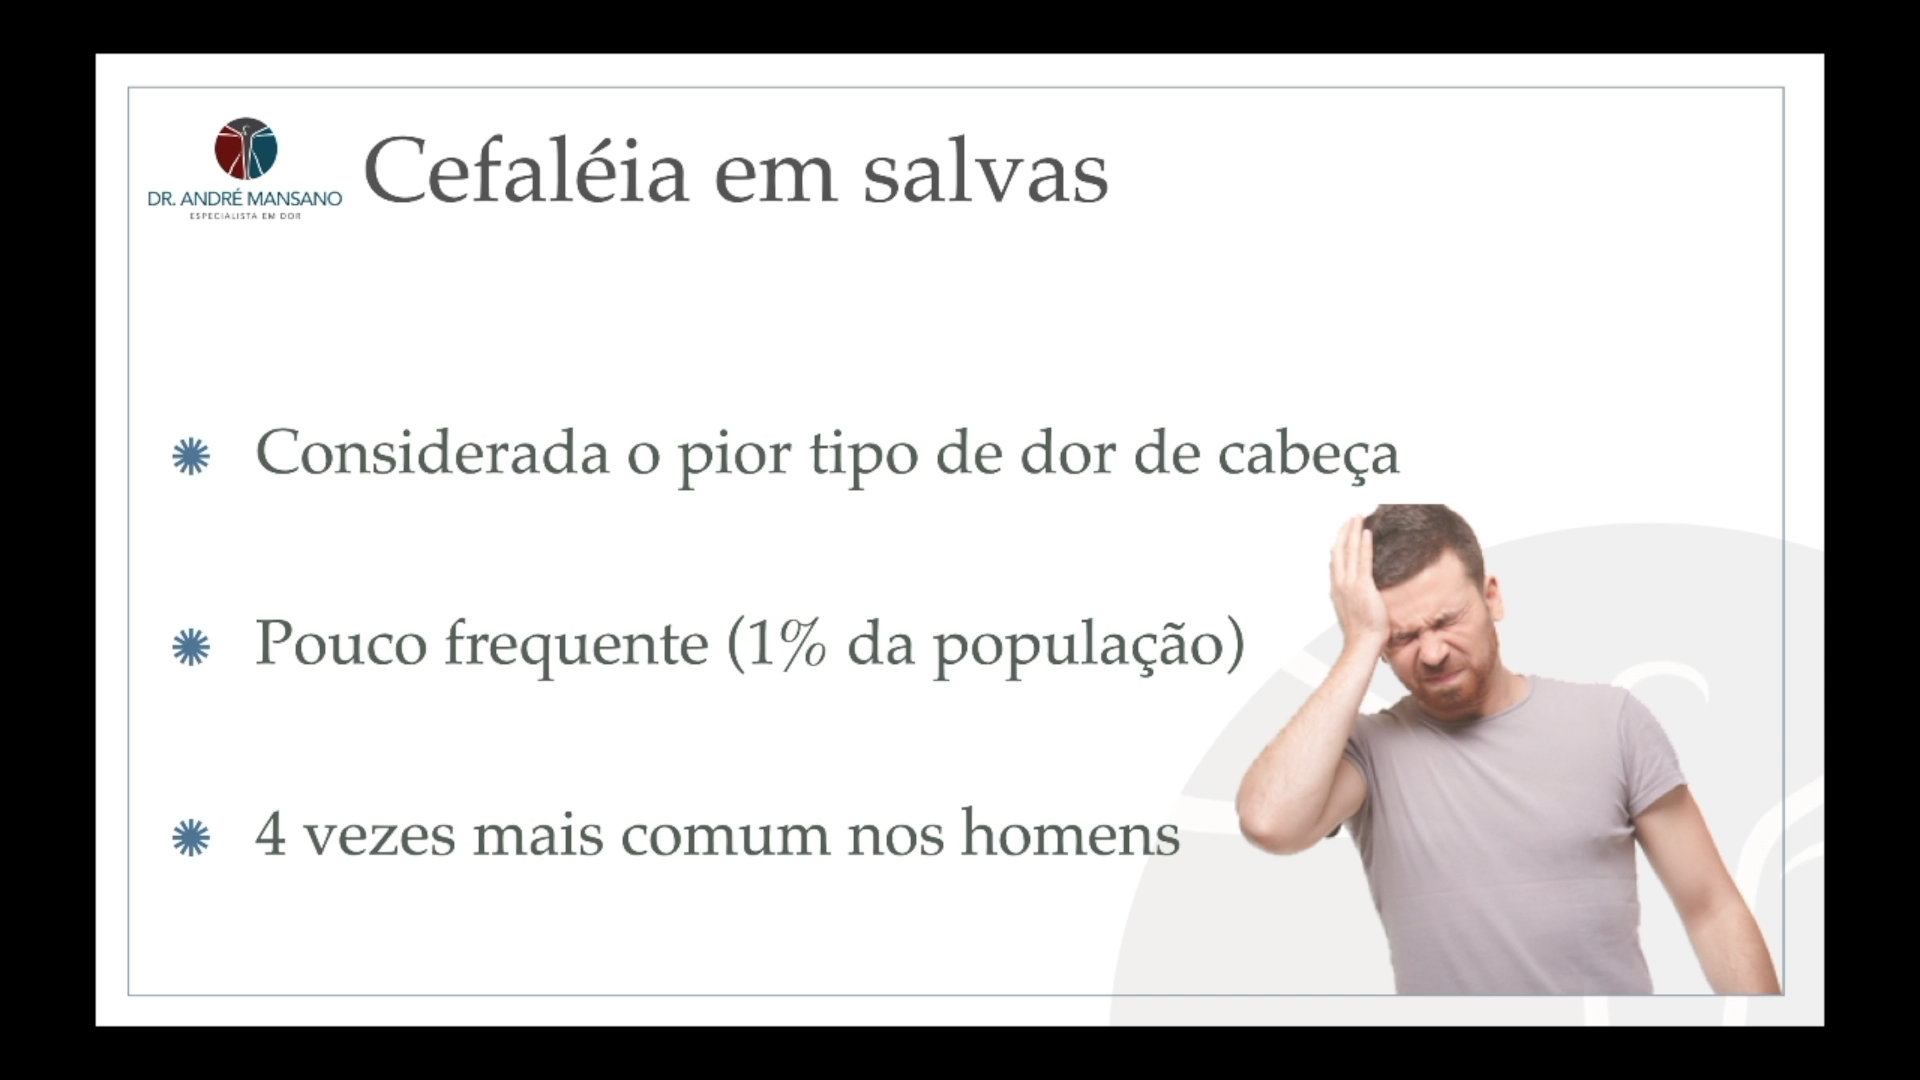 DR. ANDRÉ MANSANO
ESPECIALISTA EM DOR
Cefaléia em salvas
Considerada o pior tipo de dor de cabeça
Pouco frequente (1% da população)
4 vezes mais comum nos homens